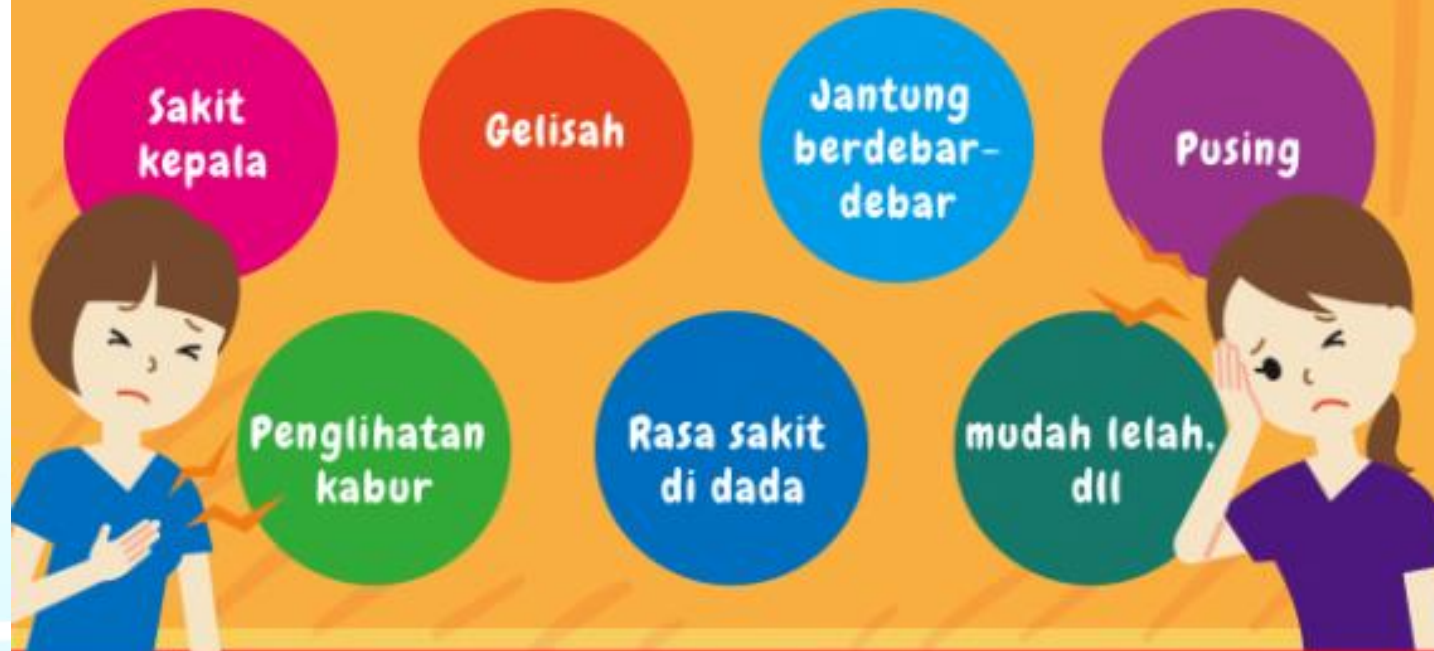 Sakit
kepala
Gelisah
Jantung
berdebar-
debar
Pusing
Penglihatan
kabur
Rasa sakit
di dada
mudah lelah,
dll